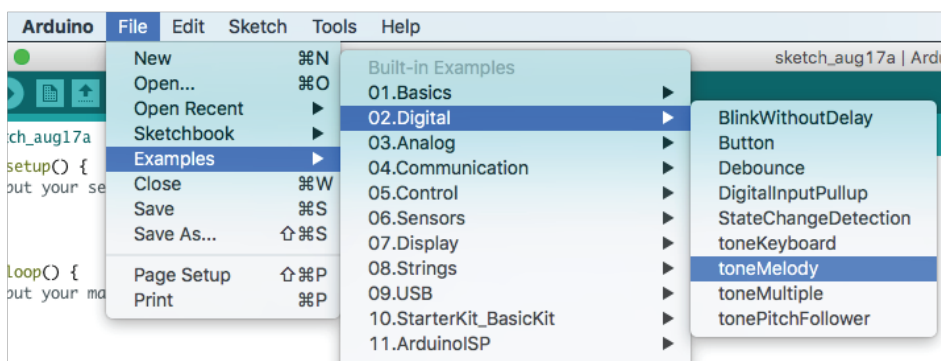 Arduino File Edit Sketch Tools Help
sketch_aug17a | Ard
tch_aug17a
setup() {
put your se
loop() {
put your ma
New ⌘N
Open... ⌘O
Open Recent ▶
Sketchbook ▶
Examples ▶
Close ⌘W
Save ⌘S
Save As... ⇧⌘S
Page Setup ⇧⌘P
Print ⌘P
Built-in Examples
01.Basics ▶
02.Digital ▶
03.Analog ▶
04.Communication ▶
05.Control ▶
06.Sensors ▶
07.Display ▶
08.Strings ▶
09.USB ▶
10.StarterKit_BasicKit ▶
11.ArduinoISP ▶
BlinkWithoutDelay
Button
Debounce
DigitalInputPullup
StateChangeDetection
toneKeyboard
toneMelody
toneMultiple
tonePitchFollower